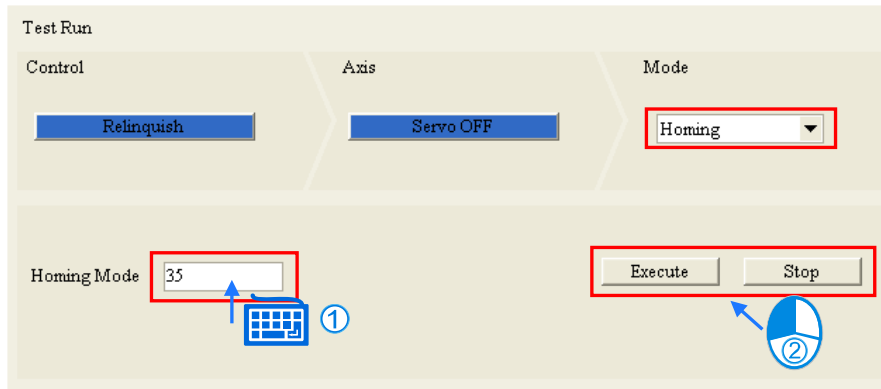 Test Run
Control
Axis
Mode
Relinquish
Servo OFF
Homing
Homing Mode
35
Execute
Stop
①
②